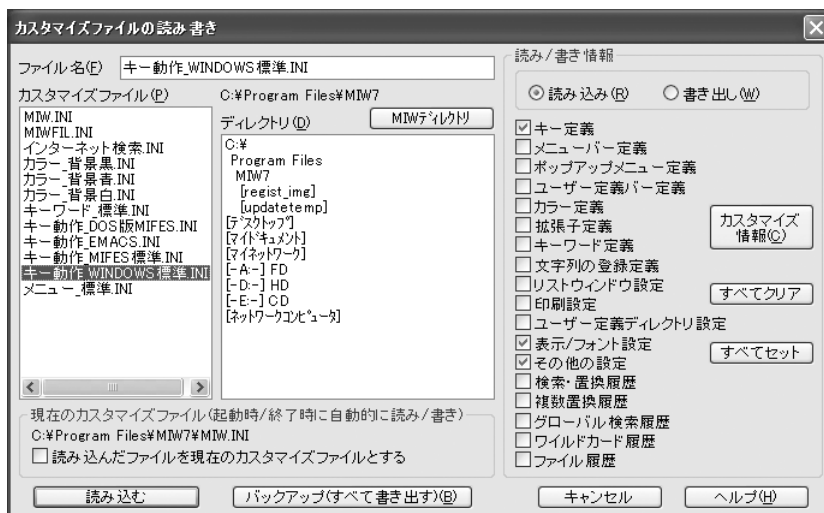 カスタマイズファイルの読み書き
ファイル名(F)
キー動作_WINDOWS標準.INI
カスタマイズファイル(P)
MIW.INI
MIWFIL.INI
インターネット検索.INI
カラー_背景黒.INI
カラー_背景青.INI
カラー_背景白.INI
キーワード_標準.INI
キー動作_DOS版MIFES.INI
キー動作_EMACS.INI
キー動作_MIFES標準.INI
キー動作_WINDOWS標準.INI
メニュー_標準.INI
C:¥Program Files¥MIW7
ディレクトリ(D)
MIWディレクトリ
C:¥
Program Files
MIW7
[regist_img]
[updatetemp]
[デスクトップ]
[マイドキュメント]
[マイネットワーク]
[-A:-] FD
[-D:-] HD
[-E:-] CD
[ネットワークコンピュータ]
現在のカスタマイズファイル(起動時/終了時に自動的に読み/書き)
C:¥Program Files¥MIW7¥MIW.INI
読み込んだファイルを現在のカスタマイズファイルとする
読み込む
バックアップ(すべて書き出す)(B)
読み/書き情報
読み込み(R)
書き出し(W)
キー定義
メニューバー定義
ポップアップメニュー定義
ユーザー定義バー定義
カラー定義
拡張子定義
キーワード定義
文字列の登録定義
リストウィンドウ設定
印刷設定
ユーザー定義ディレクトリ設定
表示/フォント設定
その他の設定
検索・置換履歴
複数置換履歴
グローバル検索履歴
ワイルドカード履歴
ファイル履歴
カスタマイズ
情報(C)
すべてクリア
すべてセット
キャンセル
ヘルプ(H)